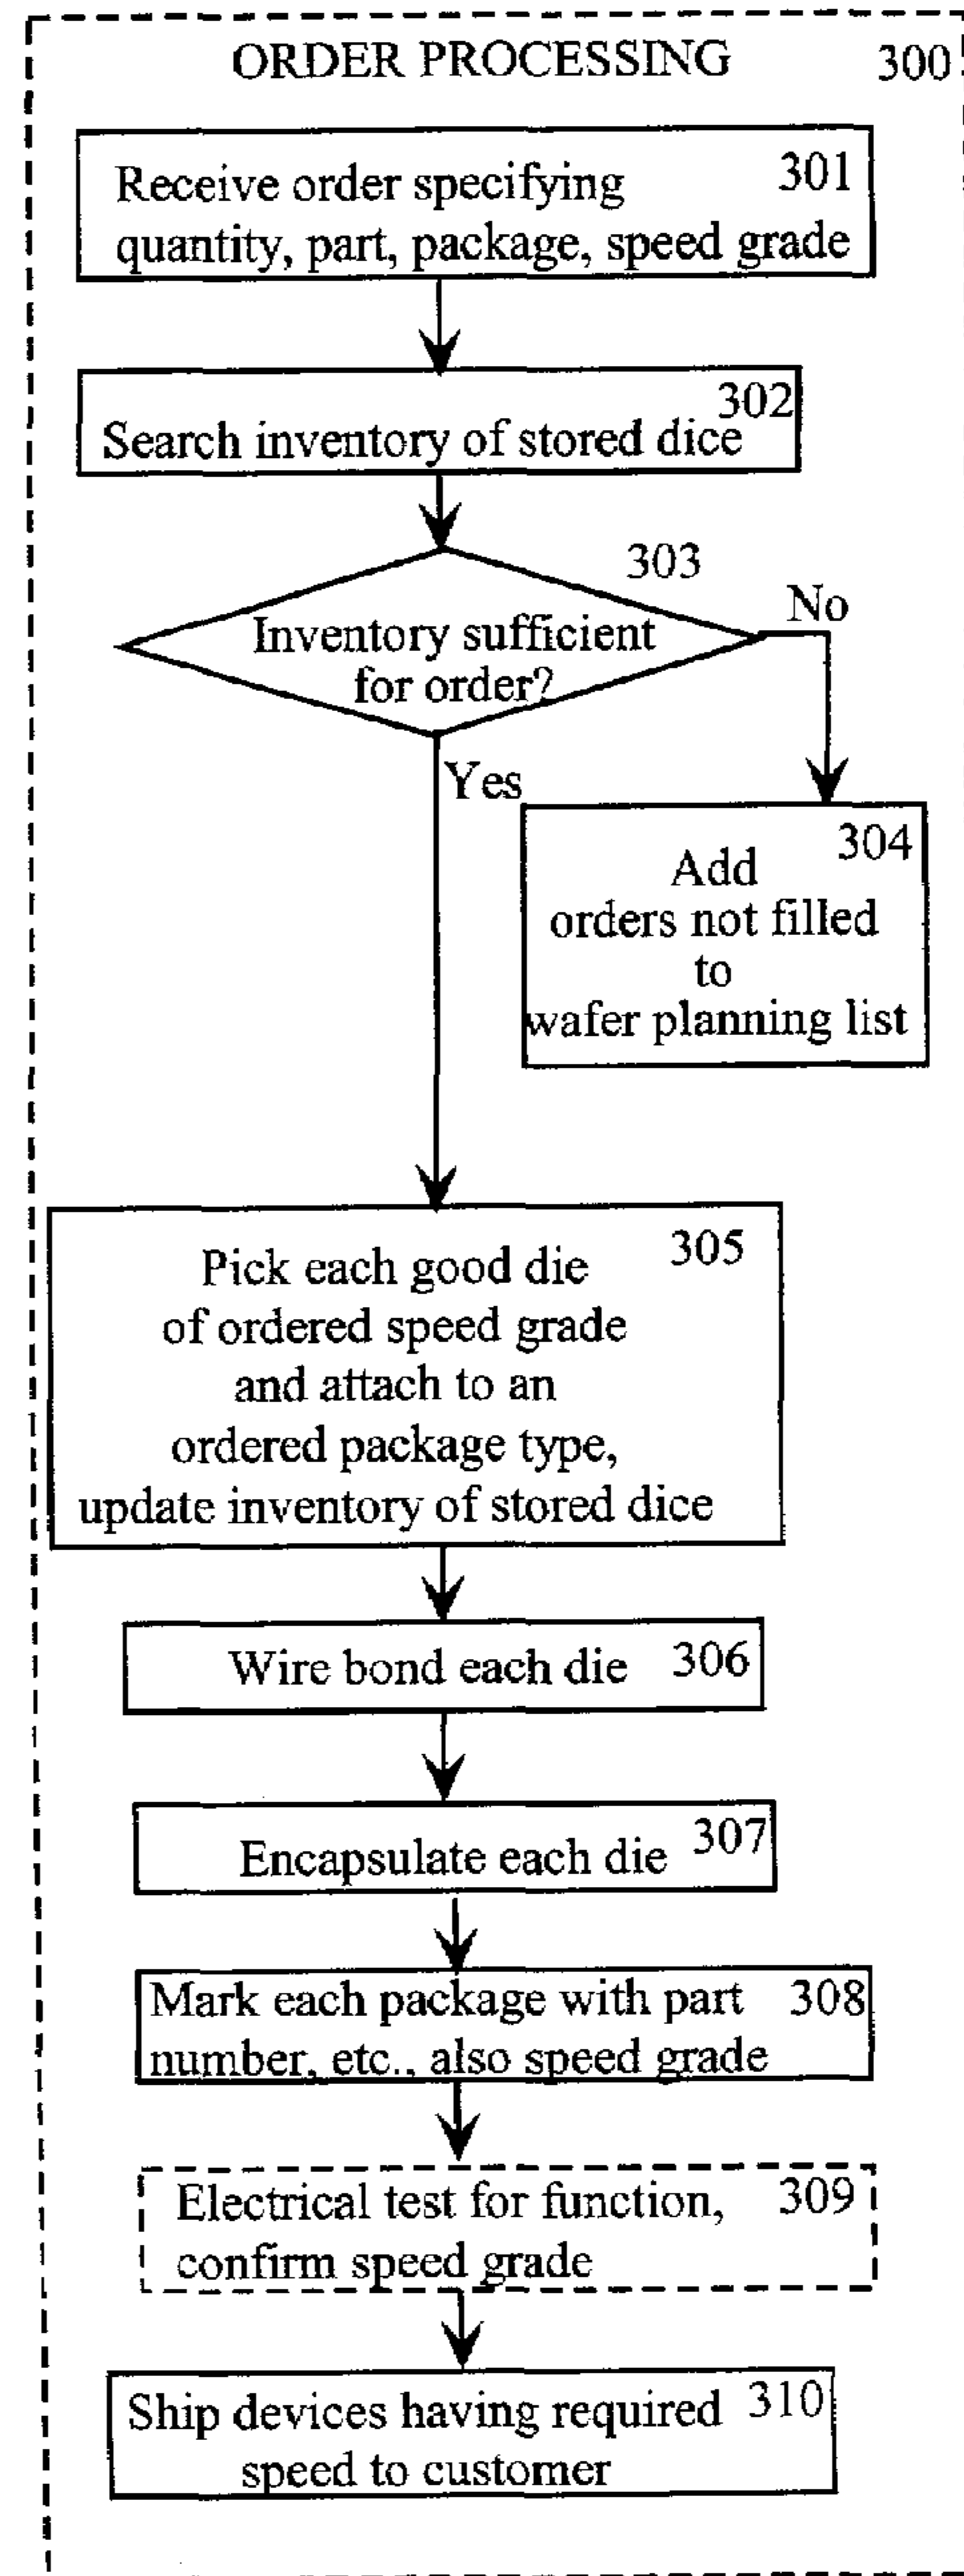 ORDER PROCESSING 300
Receive order specifying 301
quantity, part, package, speed grade
302
Search inventory of stored dice
303
No
Inventory sufficient
for order?
Yes
304
Add
orders not filled
to
wafer planning list
305
Pick each good die
of ordered speed grade
and attach to an
ordered package type,
update inventory of stored dice
Wire bond each die 306
Encapsulate each die 307
Mark each package with part 308
number, etc., also speed grade
Electrical test for function, 309
confirm speed grade
Ship devices having required 310
speed to customer